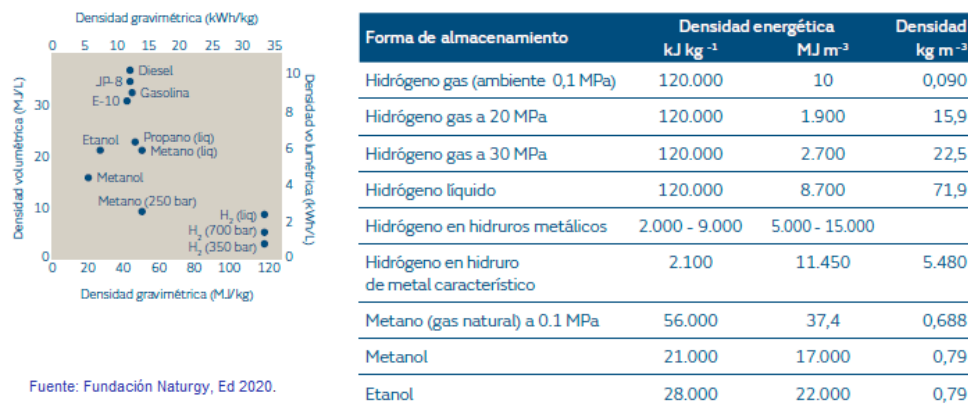 Densidad gravimétrica (kWh/kg)
0 5 10 15 20 25 30 35
Densidad volumétrica (MJ/L)
30
20
10
0
Diesel
JP-8
Gasolina
E-10
Etanol
Propano (liq)
Metano (liq)
Metanol
Metano (250 bar)
H2 (liq)
H2 (700 bar)
H2 (350 bar)
10
8
6
4
2
0
Densidad volumétrica (kWh/L)
0 20 40 60 80 100 120
Densidad gravimétrica (MJ/kg)
Fuente: Fundación Naturgy, Ed 2020.
Forma de almacenamiento Densidad energética Densidad
kJ kg -1 MJ m-3 kg m-3
Hidrógeno gas (ambiente 0,1 MPa) 120.000 10 0,090
Hidrógeno gas a 20 MPa 120.000 1.900 15,9
Hidrógeno gas a 30 MPa 120.000 2.700 22,5
Hidrógeno líquido 120.000 8.700 71,9
Hidrógeno en hidruros metálicos 2.000 - 9.000 5.000 - 15.000
Hidrógeno en hidruro 2.100 11.450 5.480
de metal característico
Metano (gas natural) a 0.1 MPa 56.000 37,4 0,688
Metanol 21.000 17.000 0,79
Etanol 28.000 22.000 0,79